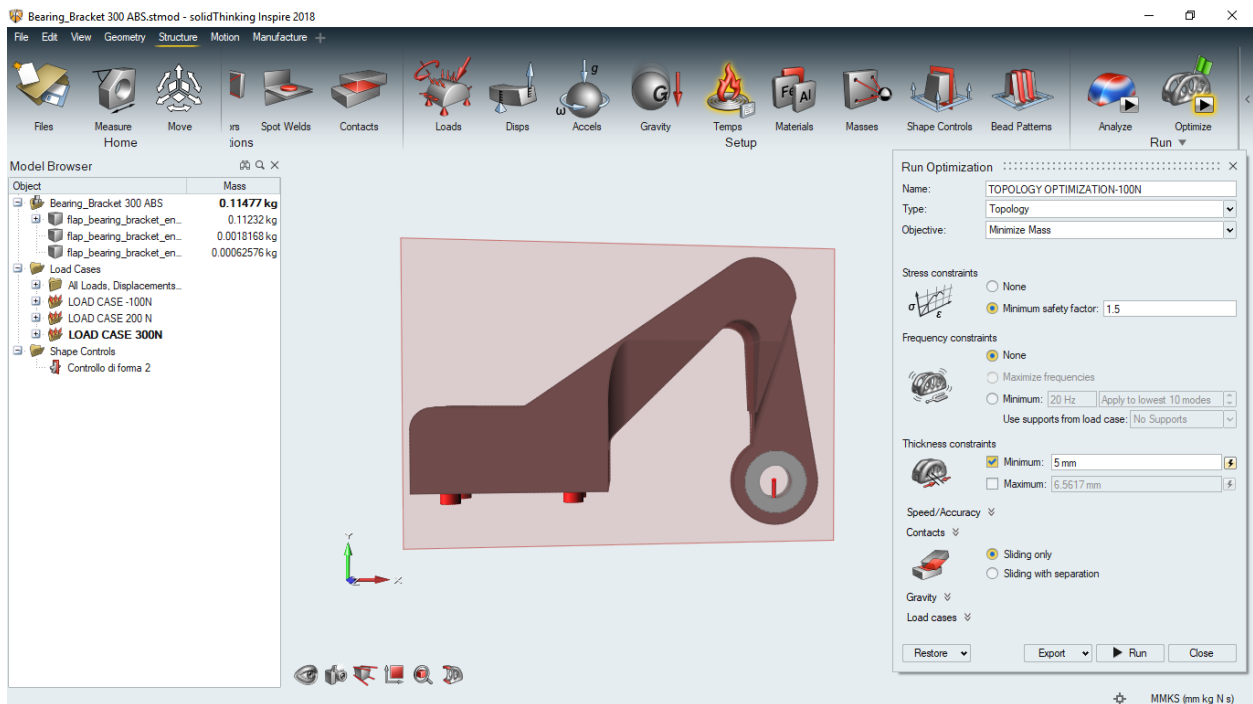 Bearing_Bracket 300 ABS.stmod - solidThinking Inspire 2018
File Edit View Geometry Structure Motion Manufacture +
g
ω
G
Fe Al
Files Measure Move ors Spot Welds Contacts Loads Disps Accels Gravity Temps Materials Masses Shape Controls Bead Patterns Analyze Optimize
Home ions Setup Run
Model Browser
Object Mass
Bearing_Bracket 300 ABS 0.11477 kg
flap_bearing_bracket_en... 0.11232 kg
flap_bearing_bracket_en... 0.0018168 kg
flap_bearing_bracket_en... 0.00062576 kg
Load Cases
All Loads, Displacements...
LOAD CASE -100N
LOAD CASE 200 N
LOAD CASE 300N
Shape Controls
Controllo di forma 2
Y
X
Z
Run Optimization
Name: TOPOLOGY OPTIMIZATION-100N
Type: Topology
Objective: Minimize Mass
Stress constraints
None
σ
ε
Minimum safety factor: 1.5
Frequency constraints
None
Maximize frequencies
Minimum: 20 Hz Apply to lowest 10 modes
Use supports from load case: No Supports
Thickness constraints
Minimum: 5 mm
Maximum: 6.5617 mm
Speed/Accuracy
Contacts
Sliding only
Sliding with separation
Gravity
Load cases
Restore Export Run Close
MMKS (mm kg N s)